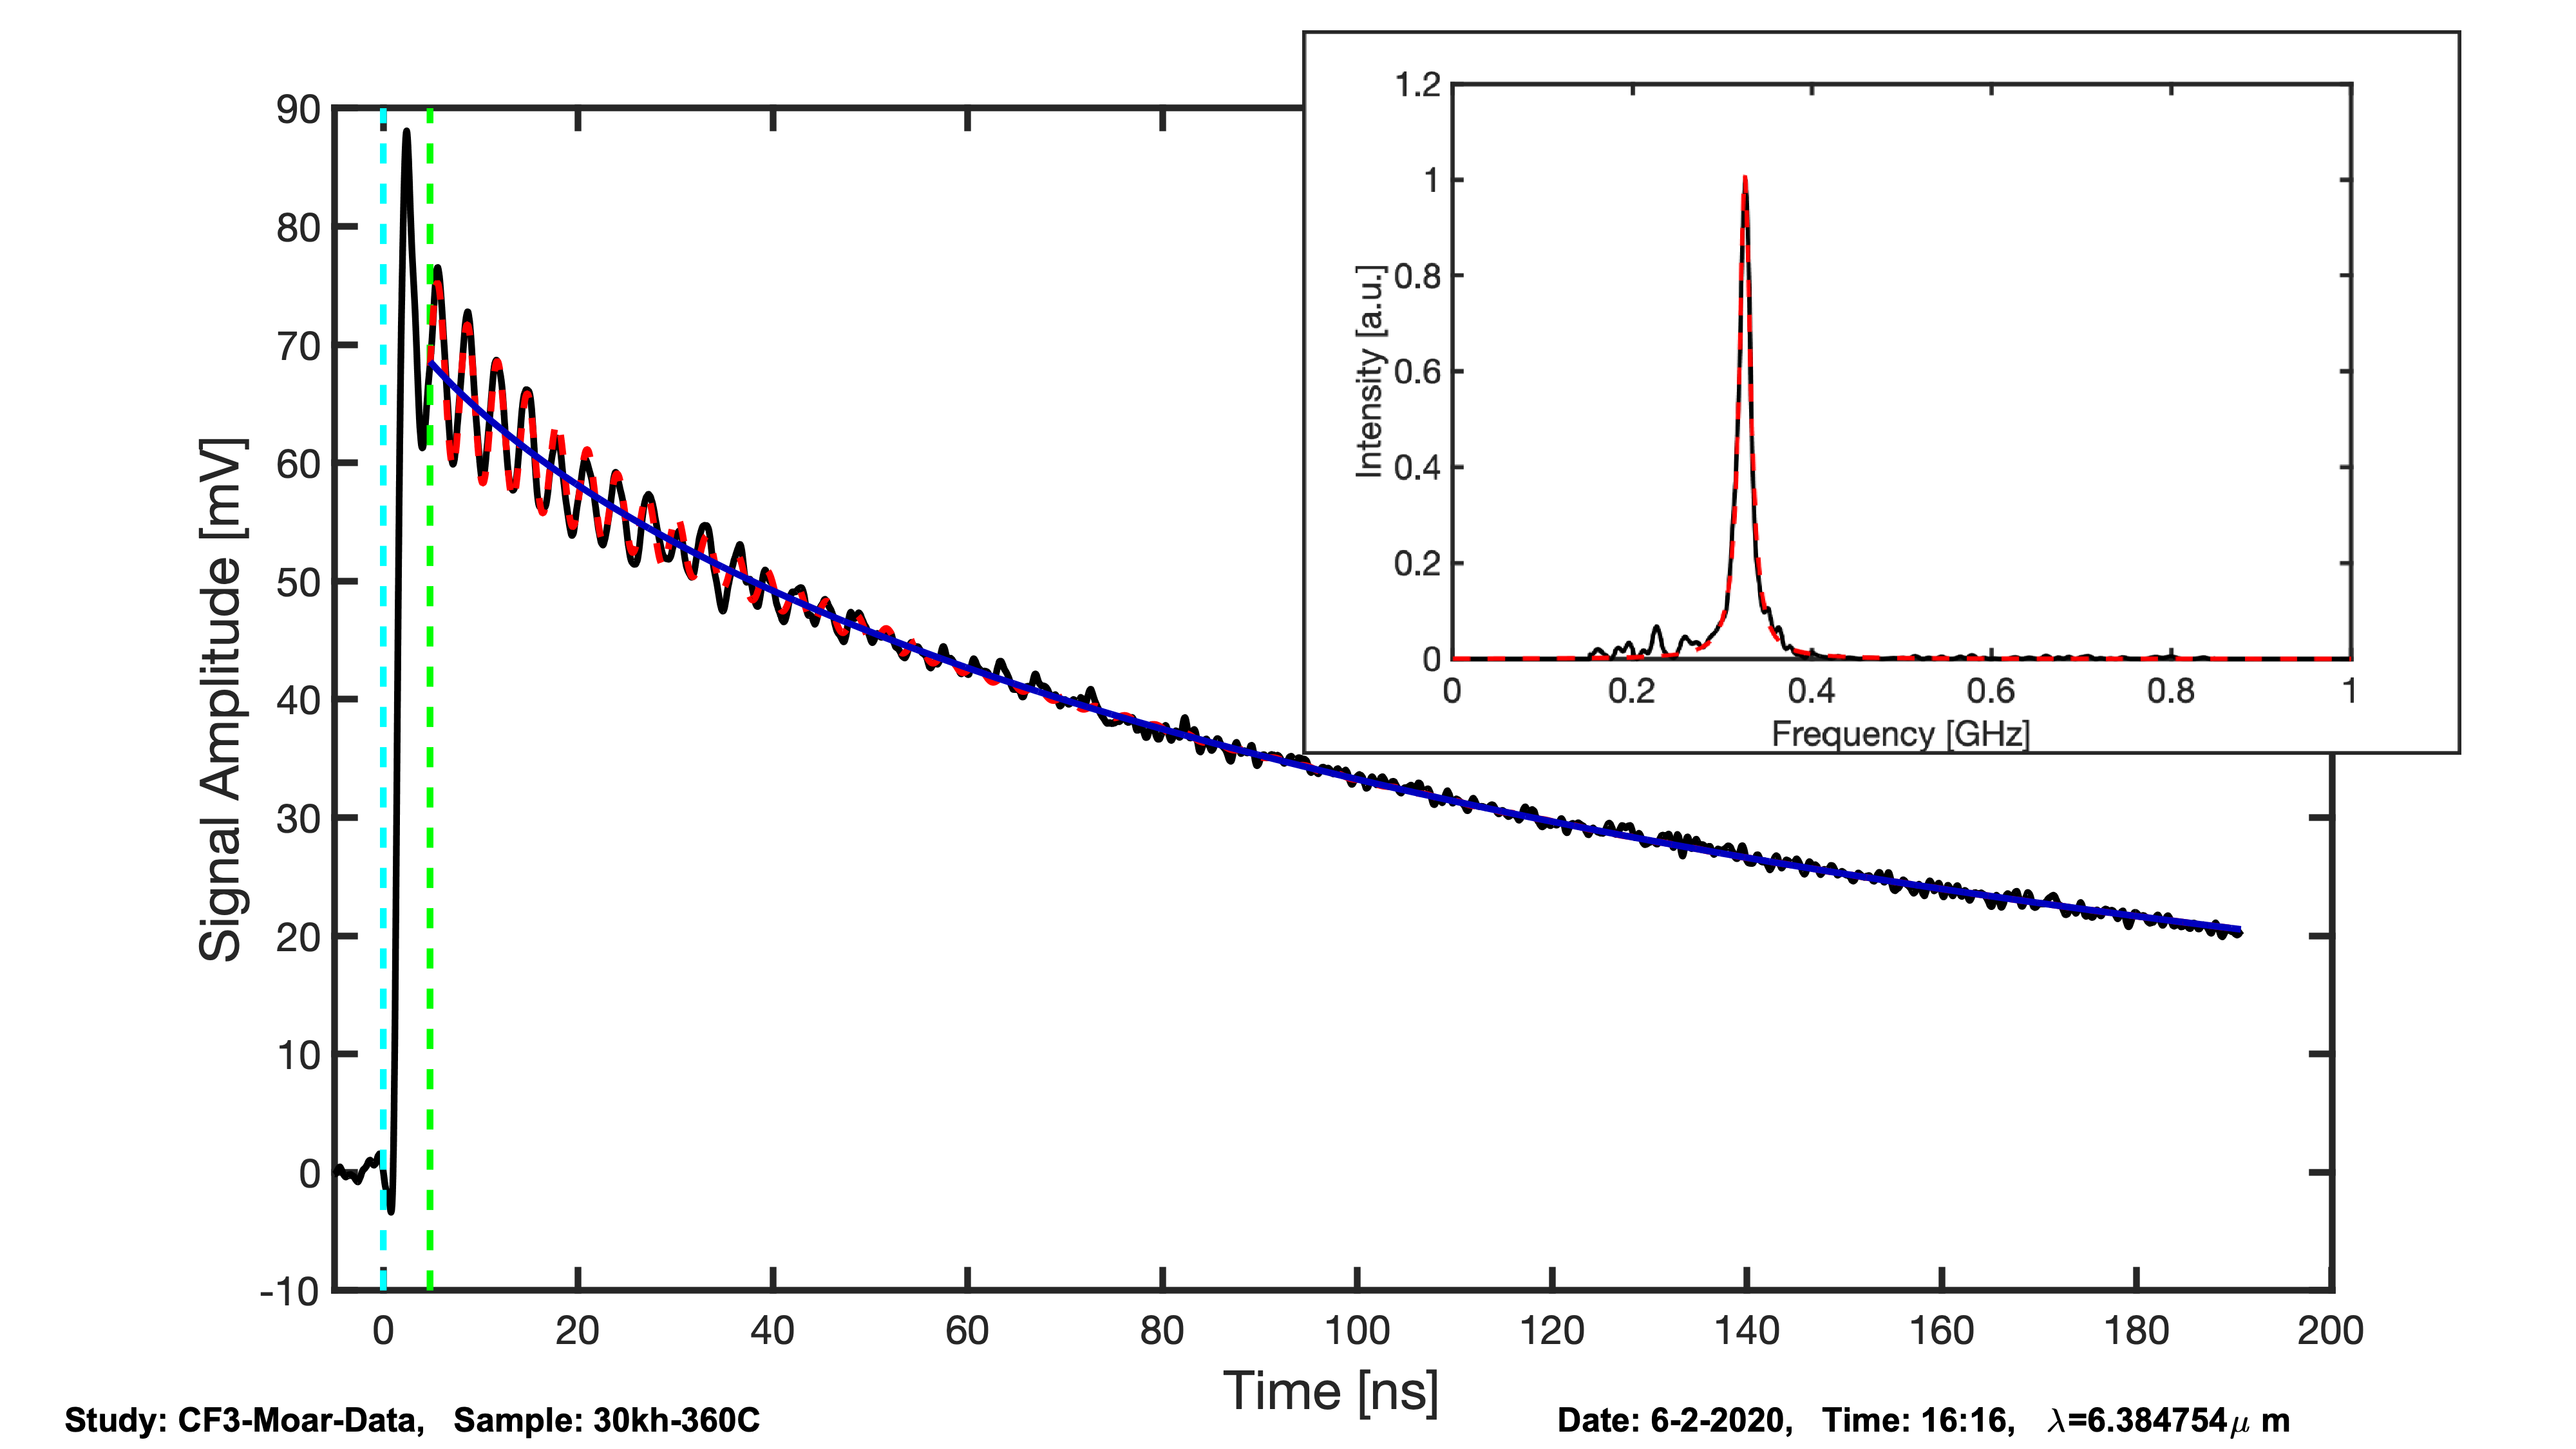 90
80
70
60
50
40
30
20
10
0
-10
Signal Amplitude [mV]
0 20 40 60 80 100 120 140 160 180 200
Time [ns]
1.2
1
0.8
0.6
0.4
0.2
0
Intensity [a.u.]
0 0.2 0.4 0.6 0.8 1
Frequency [GHz]
Study: CF3-Moar-Data, Sample: 30kh-360C
Date: 6-2-2020, Time: 16:16, λ=6.384754μ m